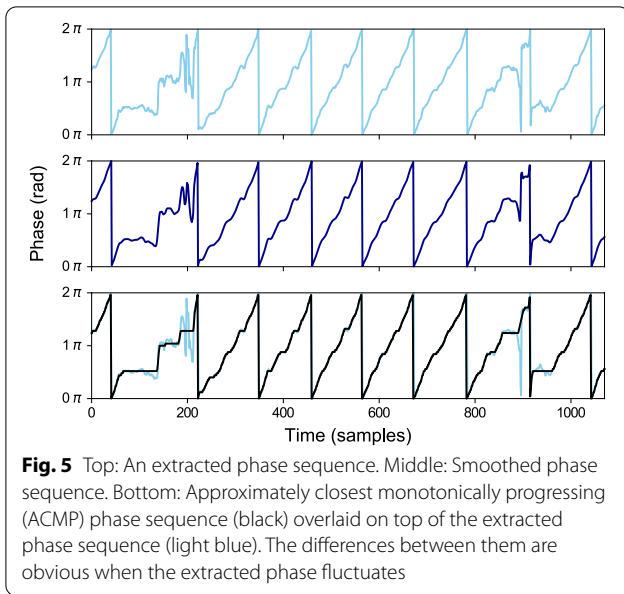 2 π
1 π
0 π
2 π
1 π
0 π
2 π
1 π
0 π
Phase (rad)
0 200 400 600 800 1000
Time (samples)
Fig. 5 Top: An extracted phase sequence. Middle: Smoothed phase
sequence. Bottom: Approximately closest monotonically progressing
(ACMP) phase sequence (black) overlaid on top of the extracted
phase sequence (light blue). The differences between them are
obvious when the extracted phase fluctuates